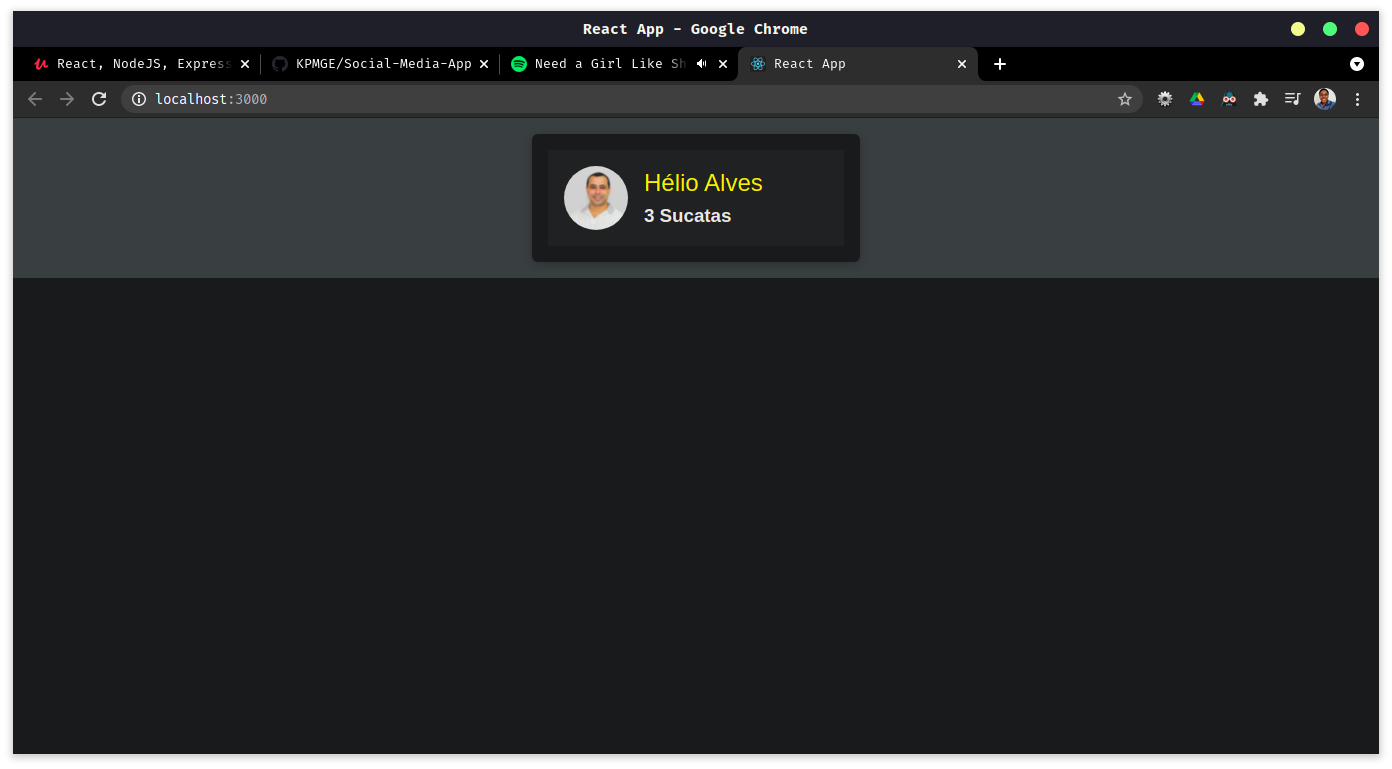 React App - Google Chrome
React, NodeJS, Express
KPMGE/Social-Media-App
Need a Girl Like Sh
React App
localhost:3000
Hélio Alves
3 Sucatas